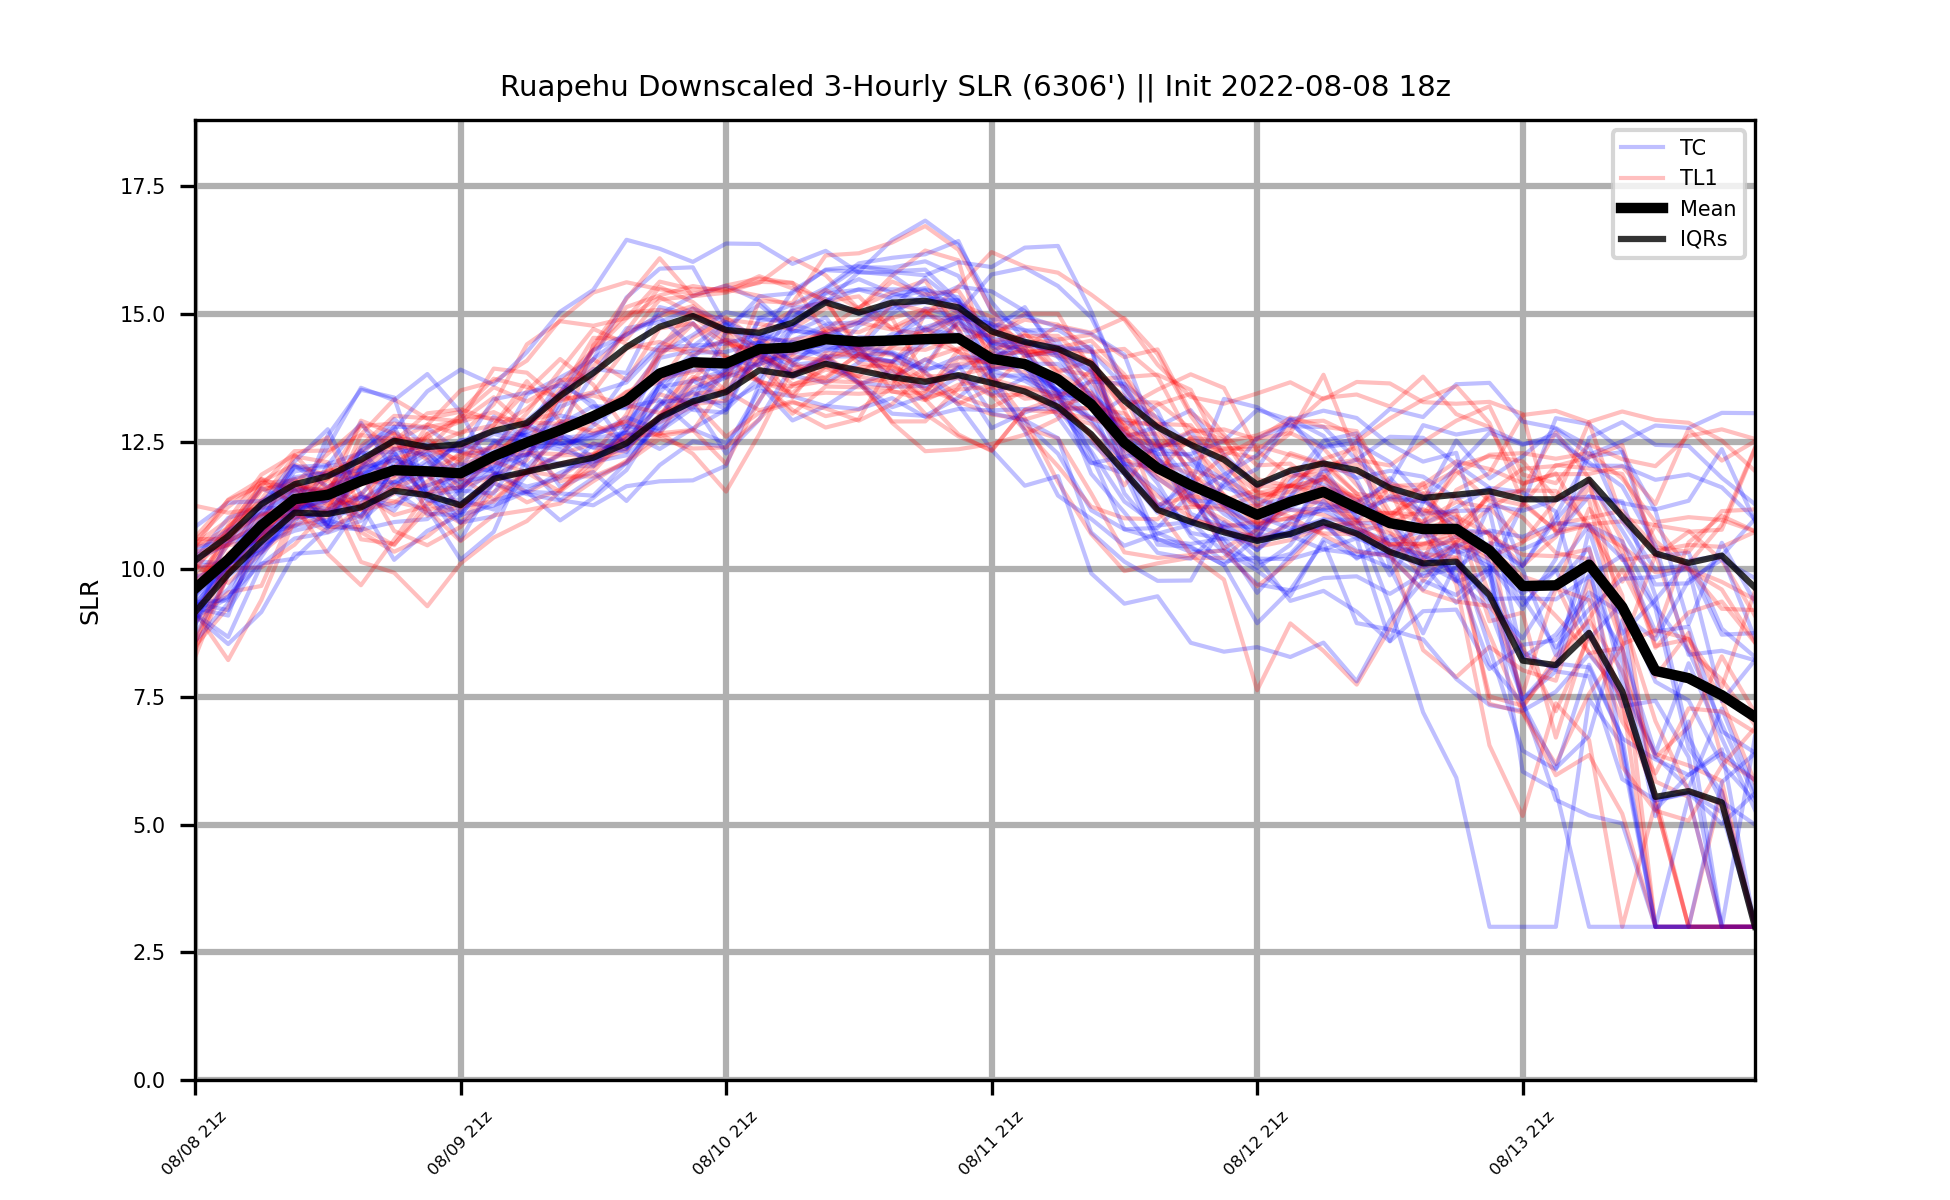 Ruapehu Downscaled 3-Hourly SLR (6306') || Init 2022-08-08 18z
TC
TL1
Mean
IQRs
SLR
17.5
15.0
12.5
10.0
7.5
5.0
2.5
0.0
08/08 21z
08/09 21z
08/10 21z
08/11 21z
08/12 21z
08/13 21z